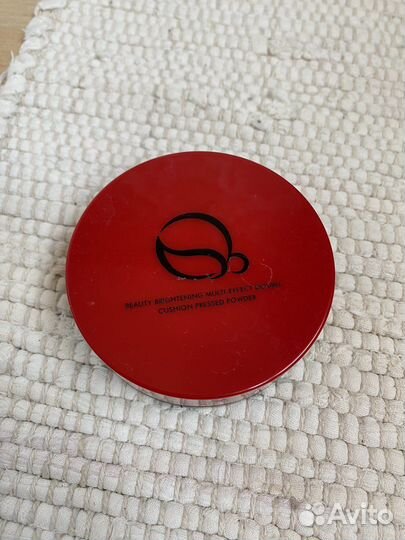 BEAUTY BRIGHTENING MULTI-EFFECT DOUBLE
CUSHION PRESSED POWDER
Avito